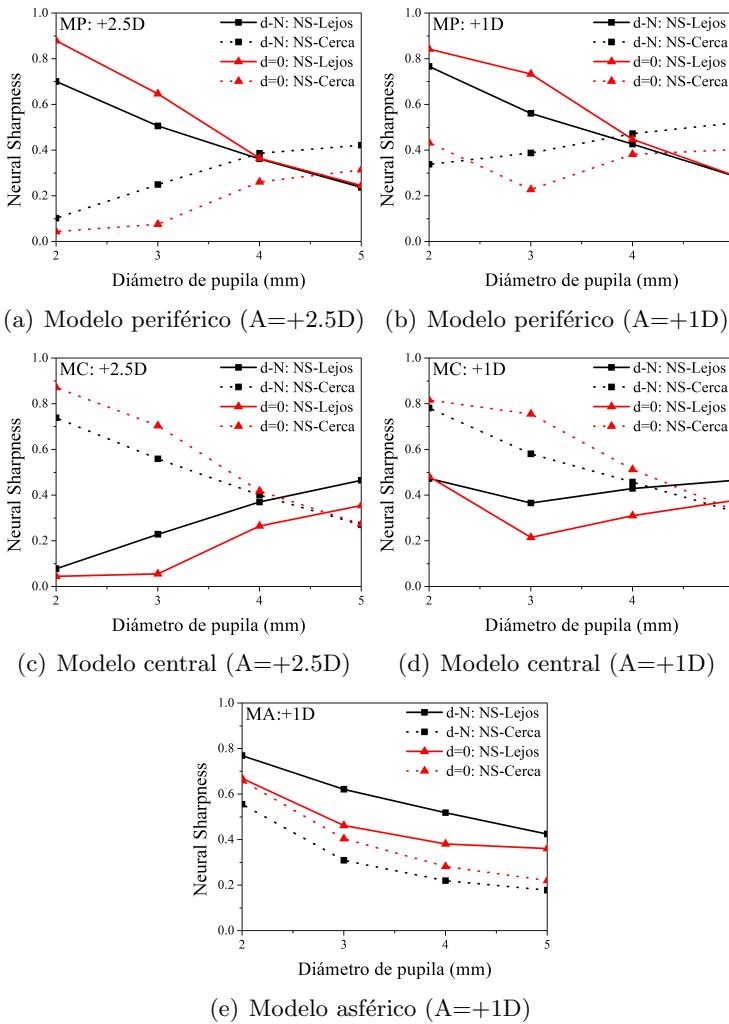 MP: +2.5D
d-N: NS-Lejos
d-N: NS-Cerca
d=0: NS-Lejos
d=0: NS-Cerca
Neural Sharpness
1.0
0.8
0.6
0.4
0.2
0.0
2 3 4 5
Diámetro de pupila (mm)
(a) Modelo periférico (A=+2.5D)
MP: +1D
d-N: NS-Lejos
d-N: NS-Cerca
d=0: NS-Lejos
d=0: NS-Cerca
Neural Sharpness
1.0
0.8
0.6
0.4
0.2
0.0
2 3 4
Diámetro de pupila (mm)
(b) Modelo periférico (A=+1D)
MC: +2.5D
d-N: NS-Lejos
d-N: NS-Cerca
d=0: NS-Lejos
d=0: NS-Cerca
Neural Sharpness
1.0
0.8
0.6
0.4
0.2
0.0
2 3 4 5
Diámetro de pupila (mm)
(c) Modelo central (A=+2.5D)
MC: +1D
d-N: NS-Lejos
d-N: NS-Cerca
d=0: NS-Lejos
d=0: NS-Cerca
Neural Sharpness
1.0
0.8
0.6
0.4
0.2
0.0
2 3 4
Diámetro de pupila (mm)
(d) Modelo central (A=+1D)
MA:+1D
d-N: NS-Lejos
d-N: NS-Cerca
d=0: NS-Lejos
d=0: NS-Cerca
Neural Sharpness
1.0
0.8
0.6
0.4
0.2
0.0
2 3 4 5
Diámetro de pupila (mm)
(e) Modelo asférico (A=+1D)